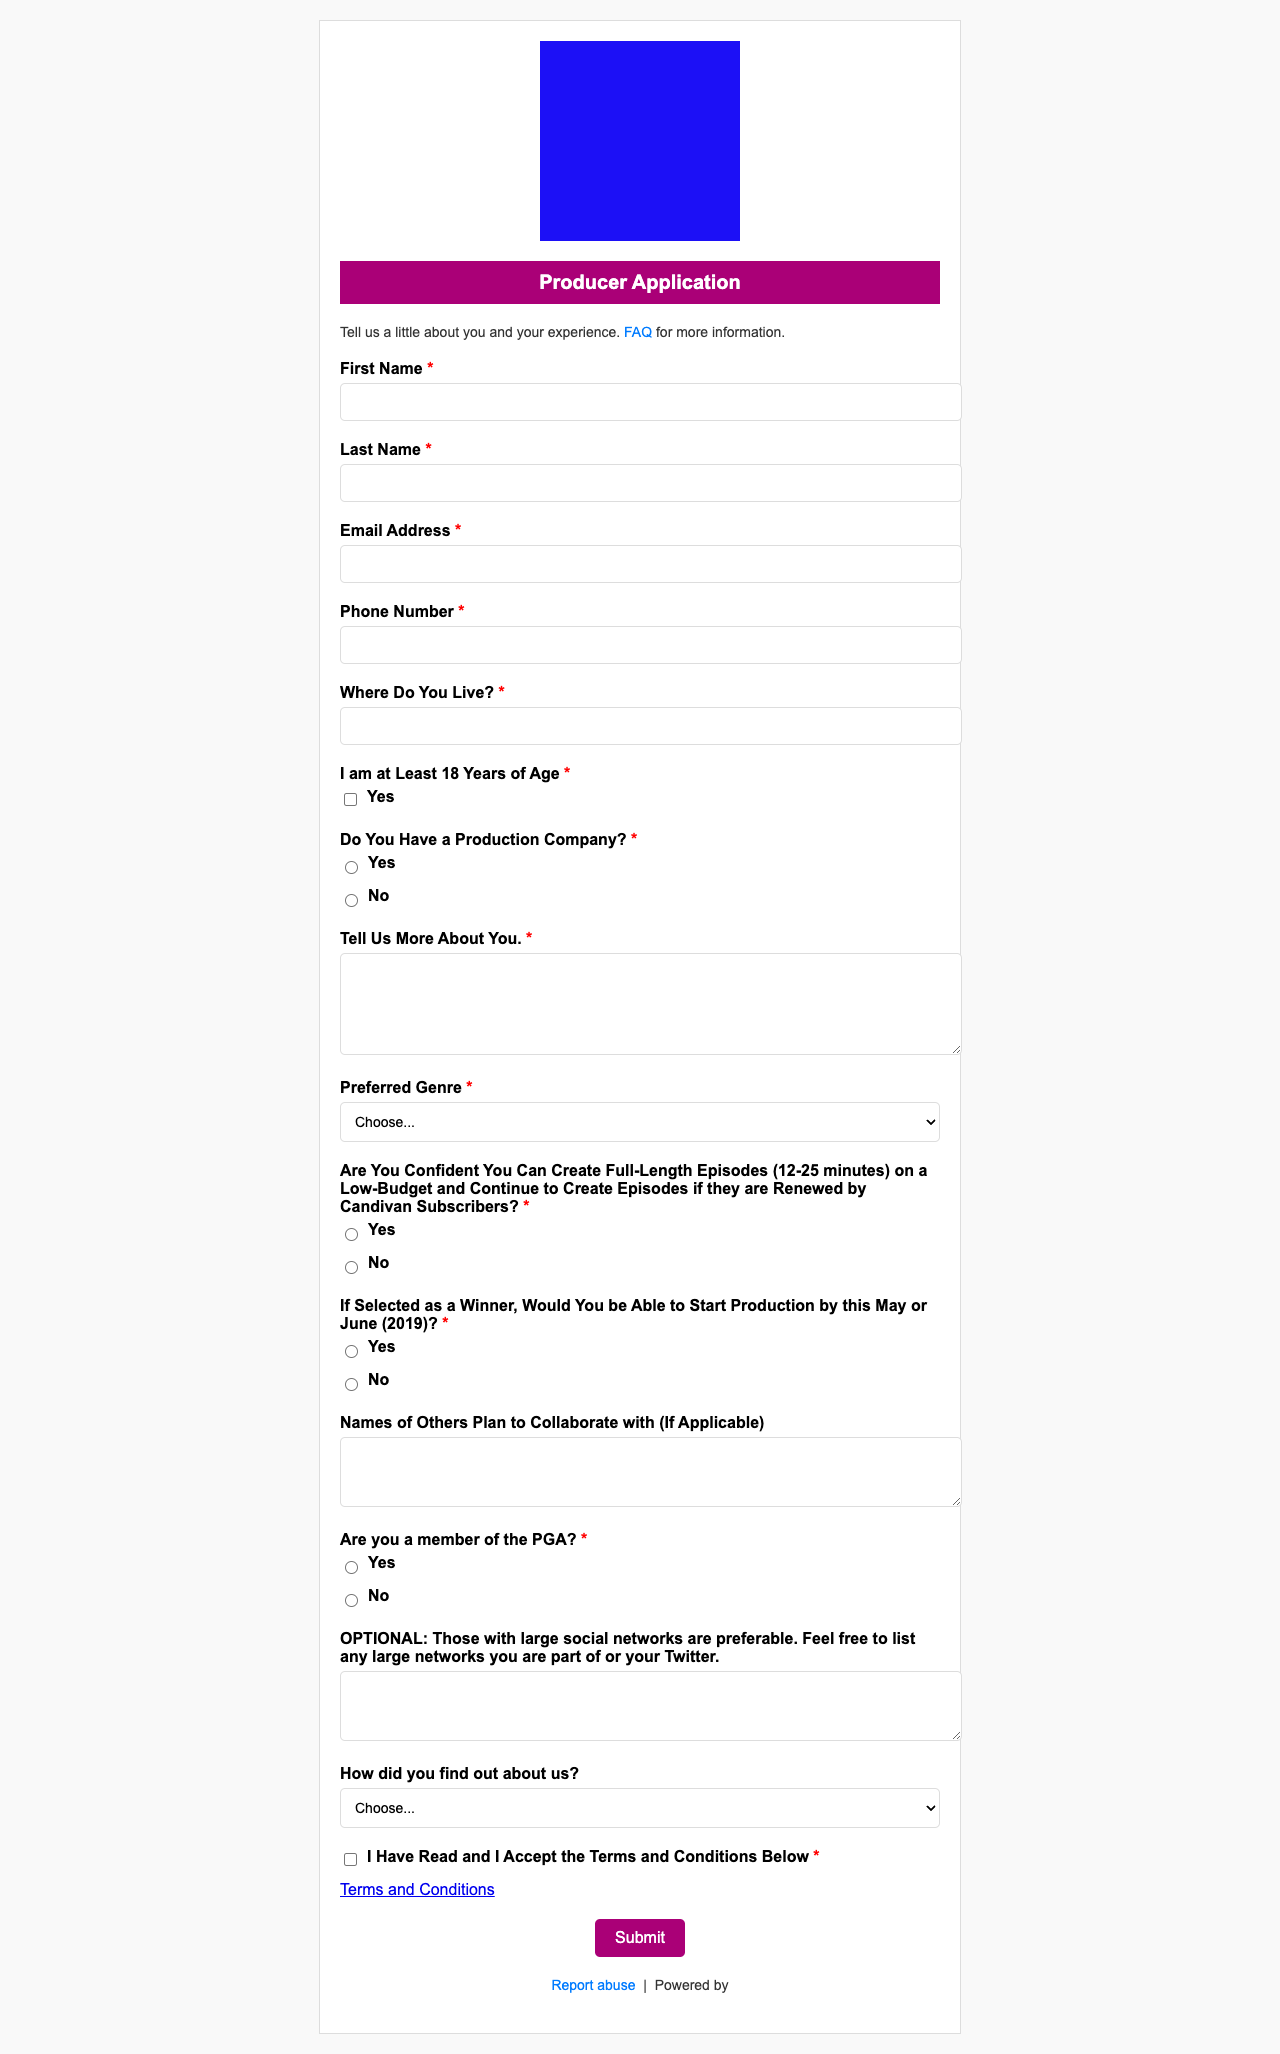 Producer Application
Tell us a little about you and your experience. FAQ for more information.
First Name *
Last Name *
Email Address *
Phone Number *
Where Do You Live? *
I am at Least 18 Years of Age *
Yes
Do You Have a Production Company? *
Yes
No
Tell Us More About You. *
Preferred Genre *
Choose...
Are You Confident You Can Create Full-Length Episodes (12-25 minutes) on a
Low-Budget and Continue to Create Episodes if they are Renewed by
Candivan Subscribers? *
Yes
No
If Selected as a Winner, Would You be Able to Start Production by this May or
June (2019)? *
Yes
No
Names of Others Plan to Collaborate with (If Applicable)
Are you a member of the PGA? *
Yes
No
OPTIONAL: Those with large social networks are preferable. Feel free to list
any large networks you are part of or your Twitter.
How did you find out about us?
Choose...
I Have Read and I Accept the Terms and Conditions Below *
Terms and Conditions
Submit
Report abuse | Powered by